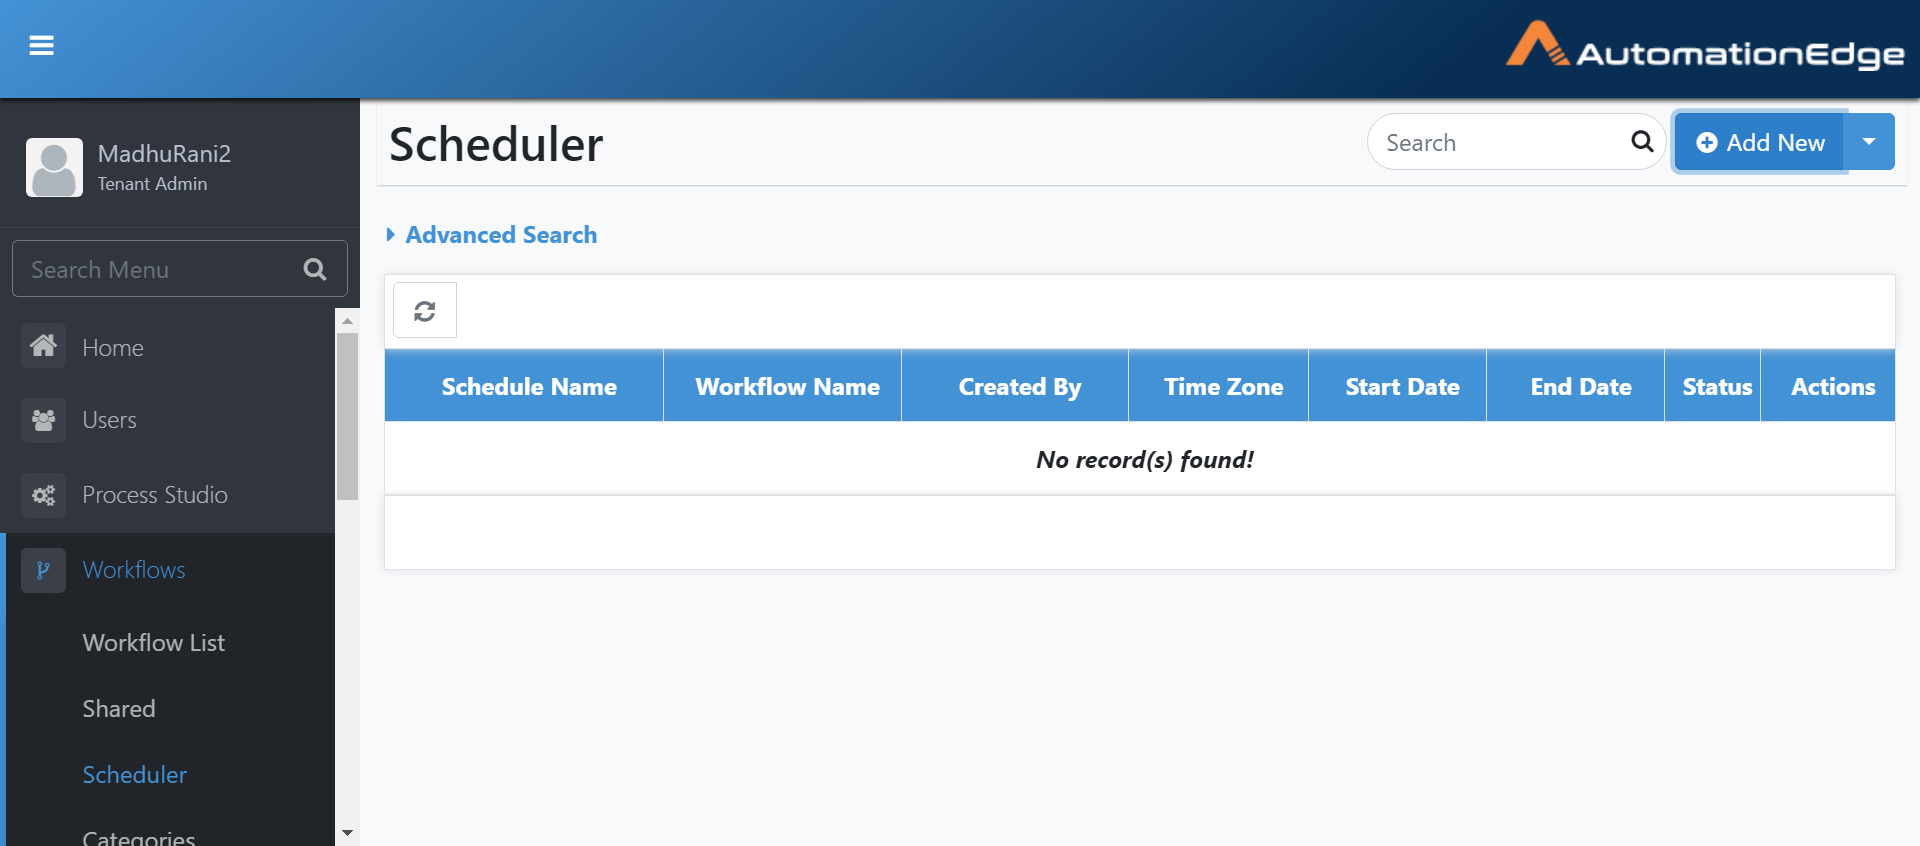 AutomationEdge
MadhuRani2
Tenant Admin
Search Menu
Home
Users
Process Studio
Workflows
Workflow List
Shared
Scheduler
Categories
Scheduler
Search
Add New
Advanced Search
Schedule Name Workflow Name Created By Time Zone Start Date End Date Status Actions
No record(s) found!